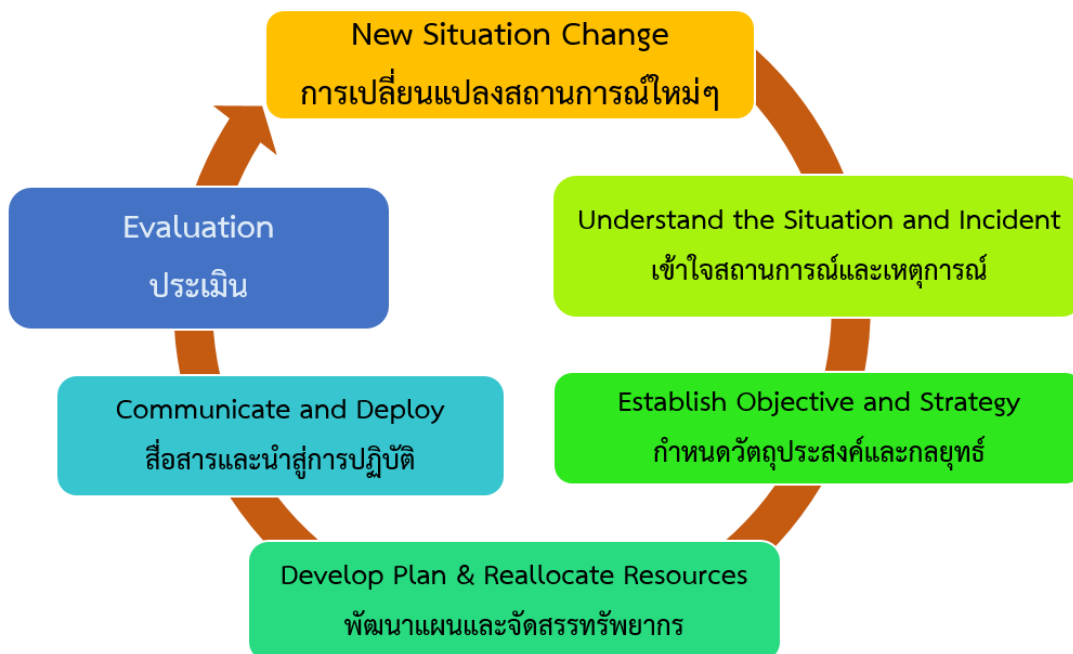 New Situation Change
การเปลี่ยนแปลงสถานการณ์ใหม่ๆ
Understand the Situation and Incident
เข้าใจสถานการณ์และเหตุการณ์
Establish Objective and Strategy
กำหนดวัตถุประสงค์และกลยุทธ์
Develop Plan & Reallocate Resources
พัฒนาแผนและจัดสรรทรัพยากร
Communicate and Deploy
สื่อสารและนำสู่การปฏิบัติ
Evaluation
ประเมิน